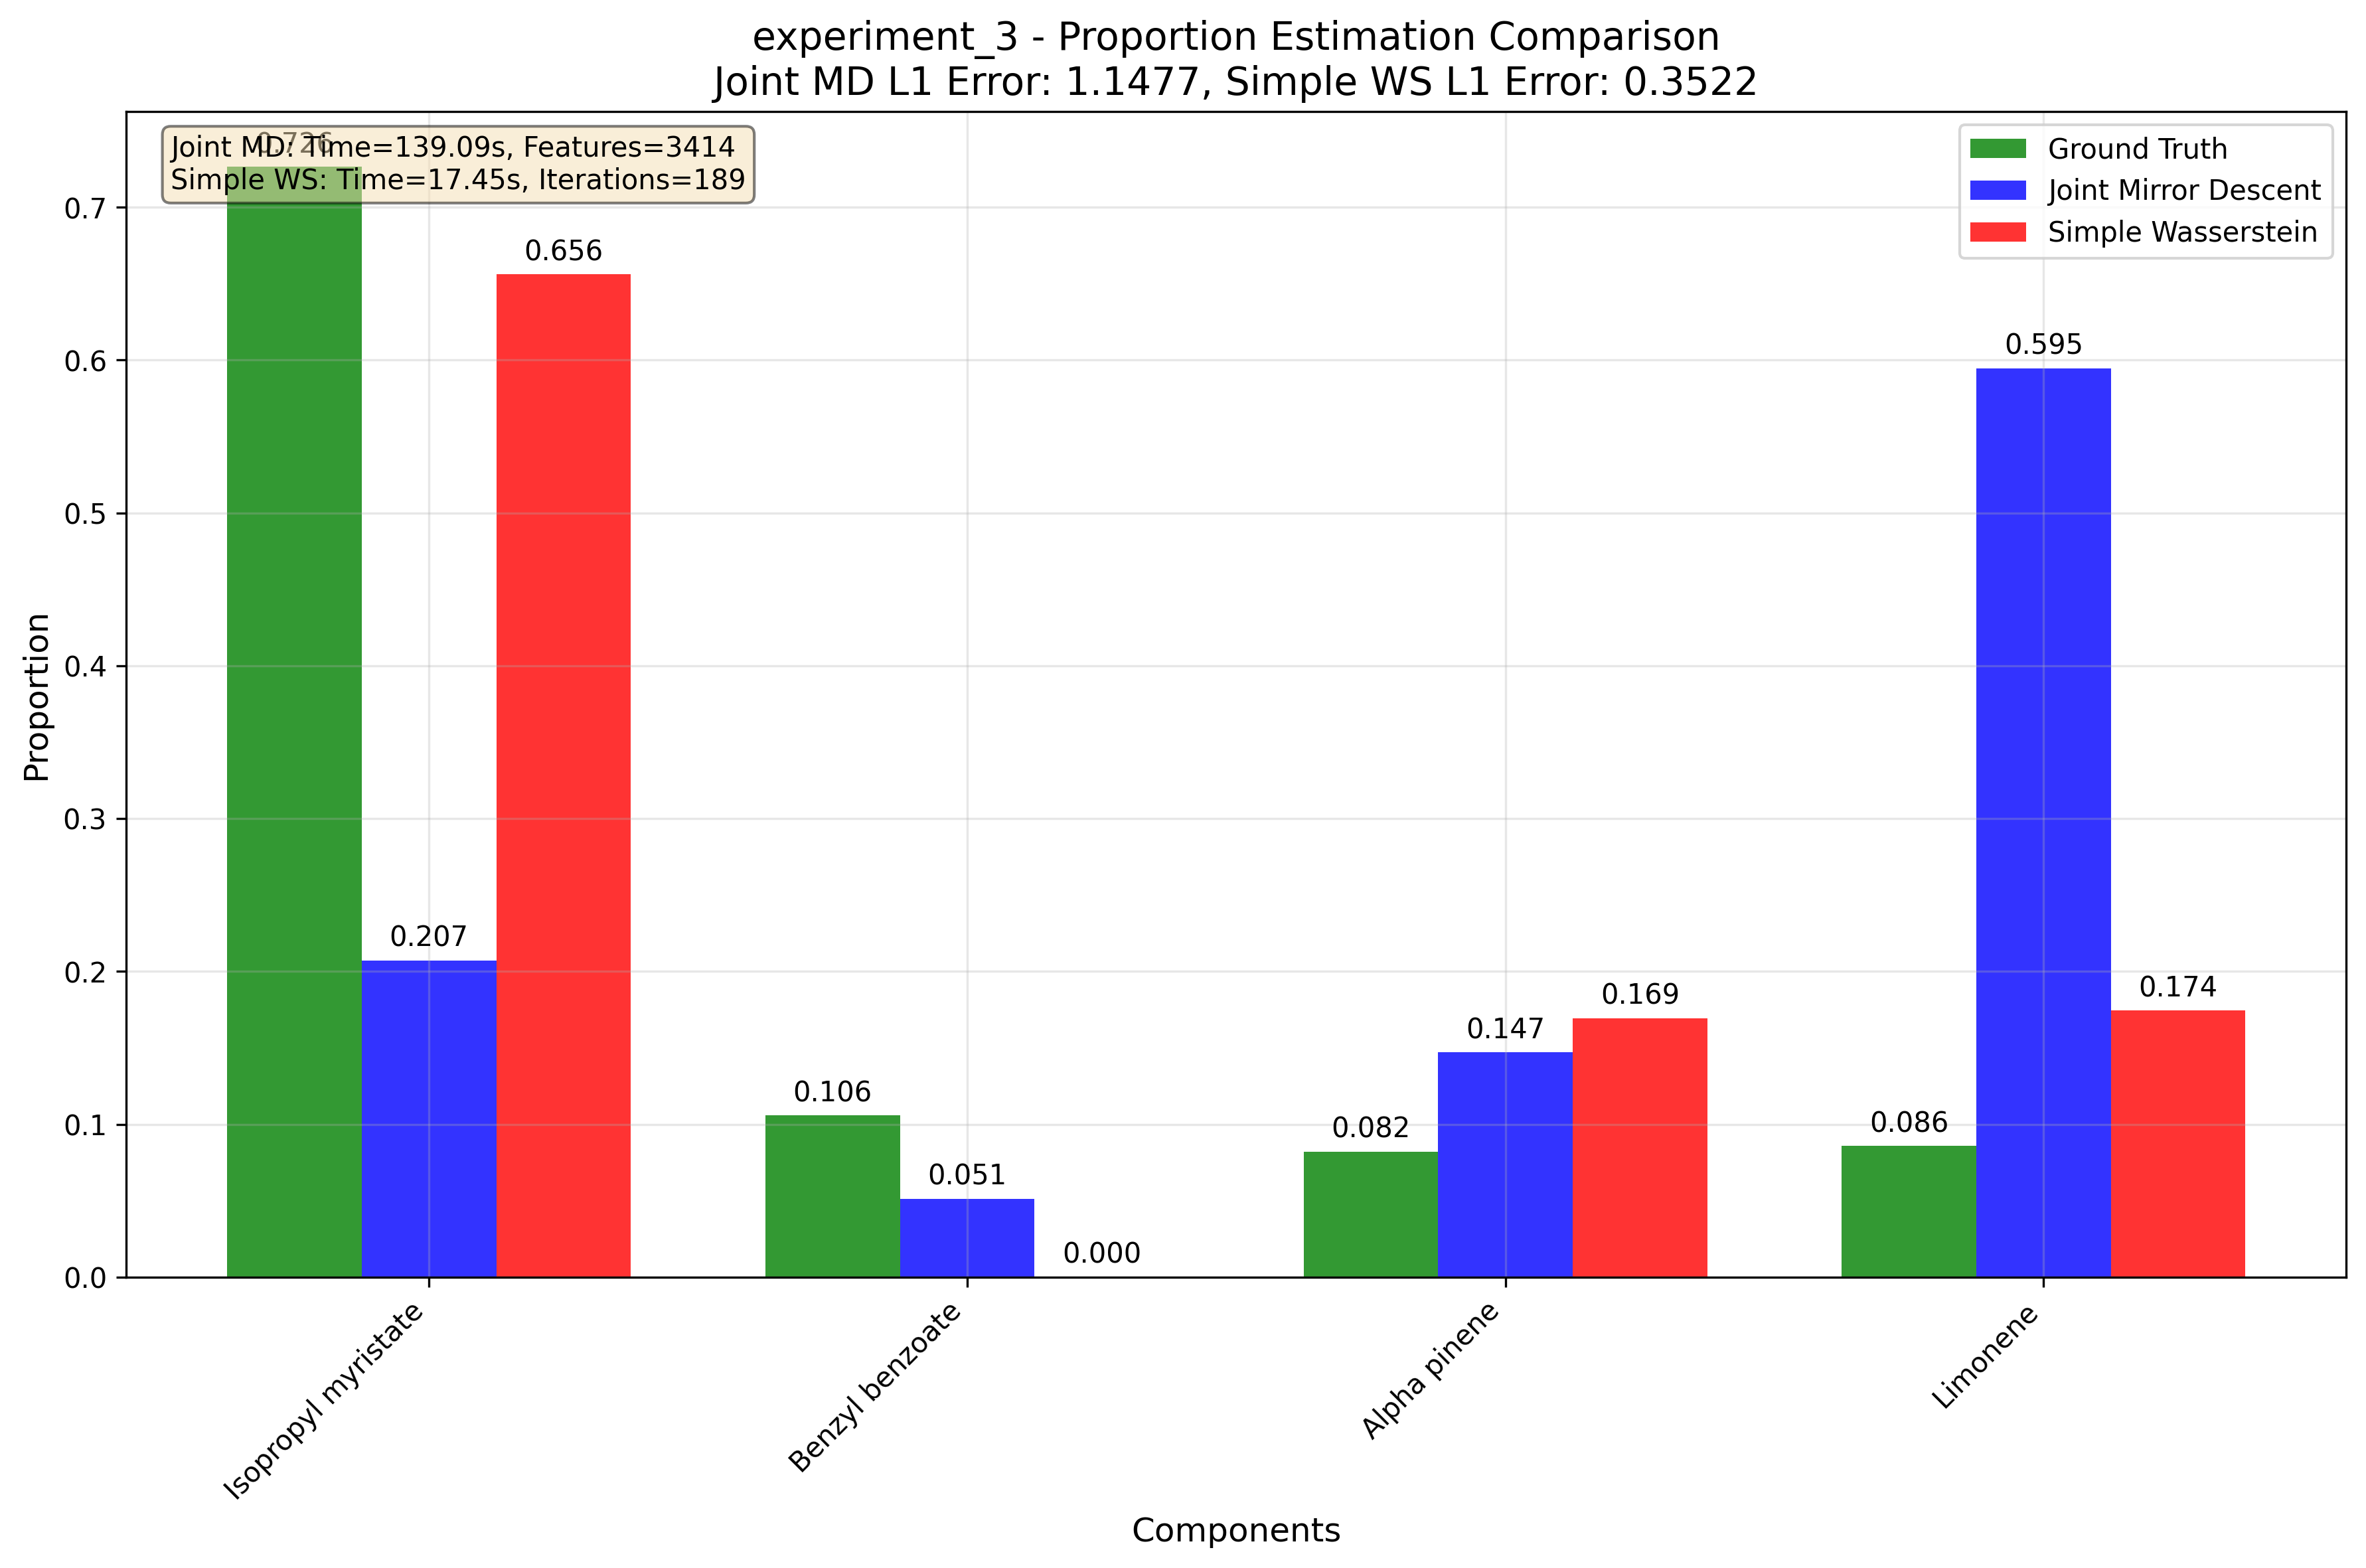 experiment_3 - Proportion Estimation Comparison
Joint MD L1 Error: 1.1477, Simple WS L1 Error: 0.3522
0.726
Joint MD: Time=139.09s, Features=3414
Simple WS: Time=17.45s, Iterations=189
Ground Truth
Joint Mirror Descent
Simple Wasserstein
Proportion
0.7
0.6
0.5
0.4
0.3
0.2
0.1
0.0
0.207
0.656
0.106
0.051
0.000
0.082
0.147
0.169
0.086
0.595
0.174
Isopropyl myristate
Benzyl benzoate
Alpha pinene
Limonene
Components